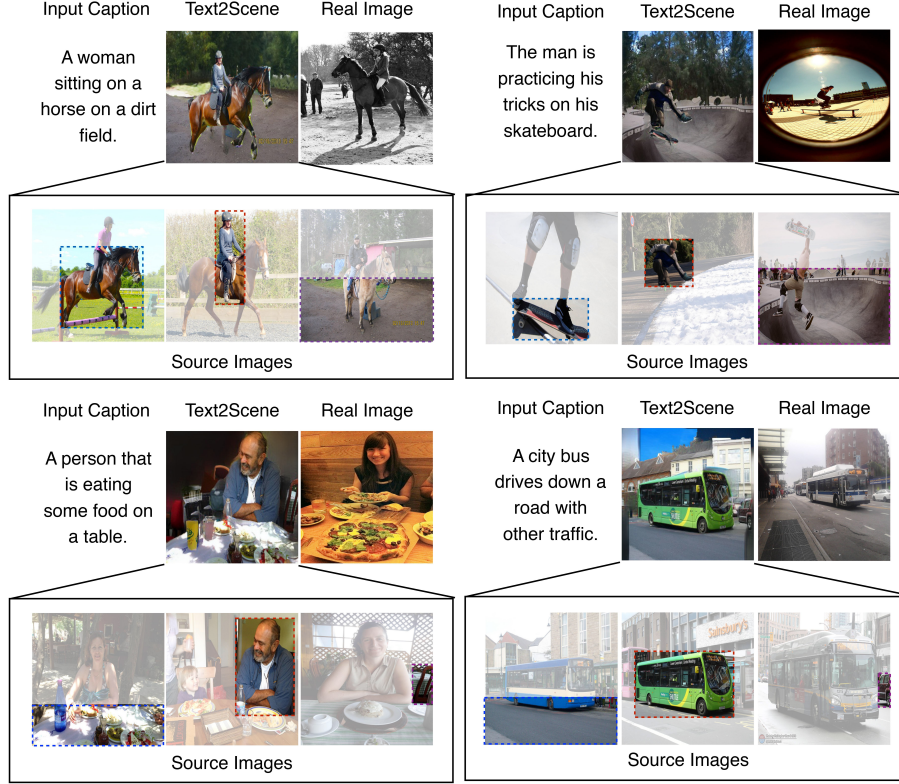 Input Caption
Text2Scene
Real Image
A woman
sitting on a
horse on a dirt
field.
Source Images
Input Caption
Text2Scene
Real Image
The man is
practicing his
tricks on his
skateboard.
Source Images
Input Caption
Text2Scene
Real Image
A person that
is eating
some food on
a table.
Source Images
Input Caption
Text2Scene
Real Image
A city bus
drives down a
road with
other traffic.
Sainsbury's
Source Images